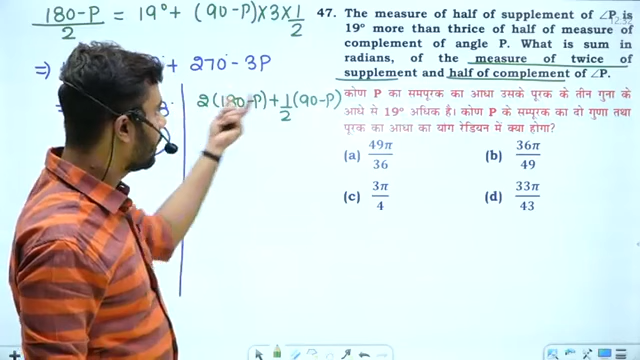 180-P/2 = 19° + (90-P)×3×1/2
⇒ + 270° - 3P
2(180-P)+1/2(90-P)
47. The measure of half of supplement of ∠P is
19° more than thrice of half of measure of
complement of angle P. What is sum in
radians, of the measure of twice of
supplement and half of complement of ∠P.
कोण P का सम्पूरक का आधा उसके पूरक के तीन गुना के
आधे से 19° अधिक है। कोण P के सम्पूरक का दो गुणा तथा
पूरक का आधा का योग रेडियन में क्या होगा?
(a) 49π/36 (b) 36π/49
(c) 3π/4 (d) 33π/43